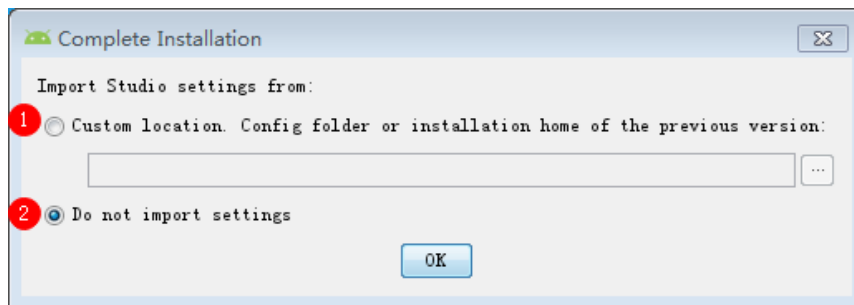 Complete Installation
Import Studio settings from:
1 Custom location. Config folder or installation home of the previous version:
...
2 Do not import settings
OK